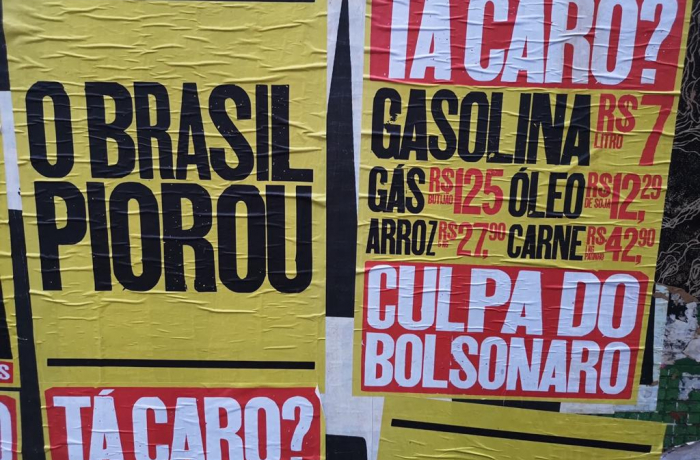 O BRASIL
PIOROU
TÁ CARO?
TÁ CARO?
GASOLINA R$ 7
LITRO
GÁS R$ 125 ÓLEO R$ 12,29
BOTIJÃO DE SOJA
ARROZ R$ 27,90 CARNE R$ 42,90
CULPA DO
BOLSONARO
S